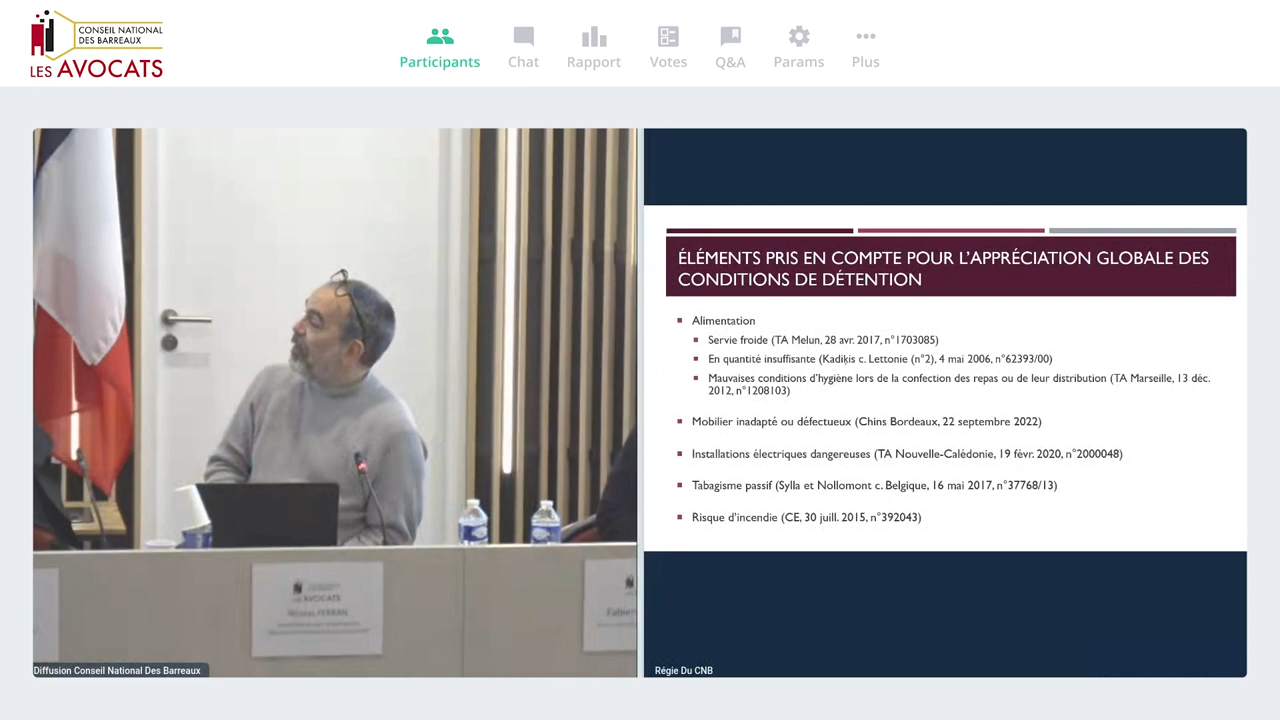 CONSEIL NATIONAL
DES BARREAUX
LES AVOCATS
Participants
Chat
Rapport
Votes
Q&A
Params
Plus
ÉLÉMENTS PRIS EN COMPTE POUR L'APPRÉCIATION GLOBALE DES
CONDITIONS DE DÉTENTION
Alimentation
Servie froide (TA Melun, 28 avr. 2017, n°1703085)
En quantité insuffisante (Kadiķis c. Lettonie (n°2), 4 mai 2006, n°62393/00)
Mauvaises conditions d'hygiène lors de la confection des repas ou de leur distribution (TA Marseille, 13 déc.
2012, n°1208103)
Mobilier inadapté ou défectueux (Chins Bordeaux, 22 septembre 2022)
Installations électriques dangereuses (TA Nouvelle-Calédonie, 19 févr. 2020, n°2000048)
Tabagisme passif (Sylla et Nollomont c. Belgique, 16 mai 2017, n°37768/13)
Risque d'incendie (CE, 30 juill. 2015, n°392043)
LES AVOCATS
FERRAN
Fabien
Diffusion Conseil National Des Barreaux
Régie Du CNB